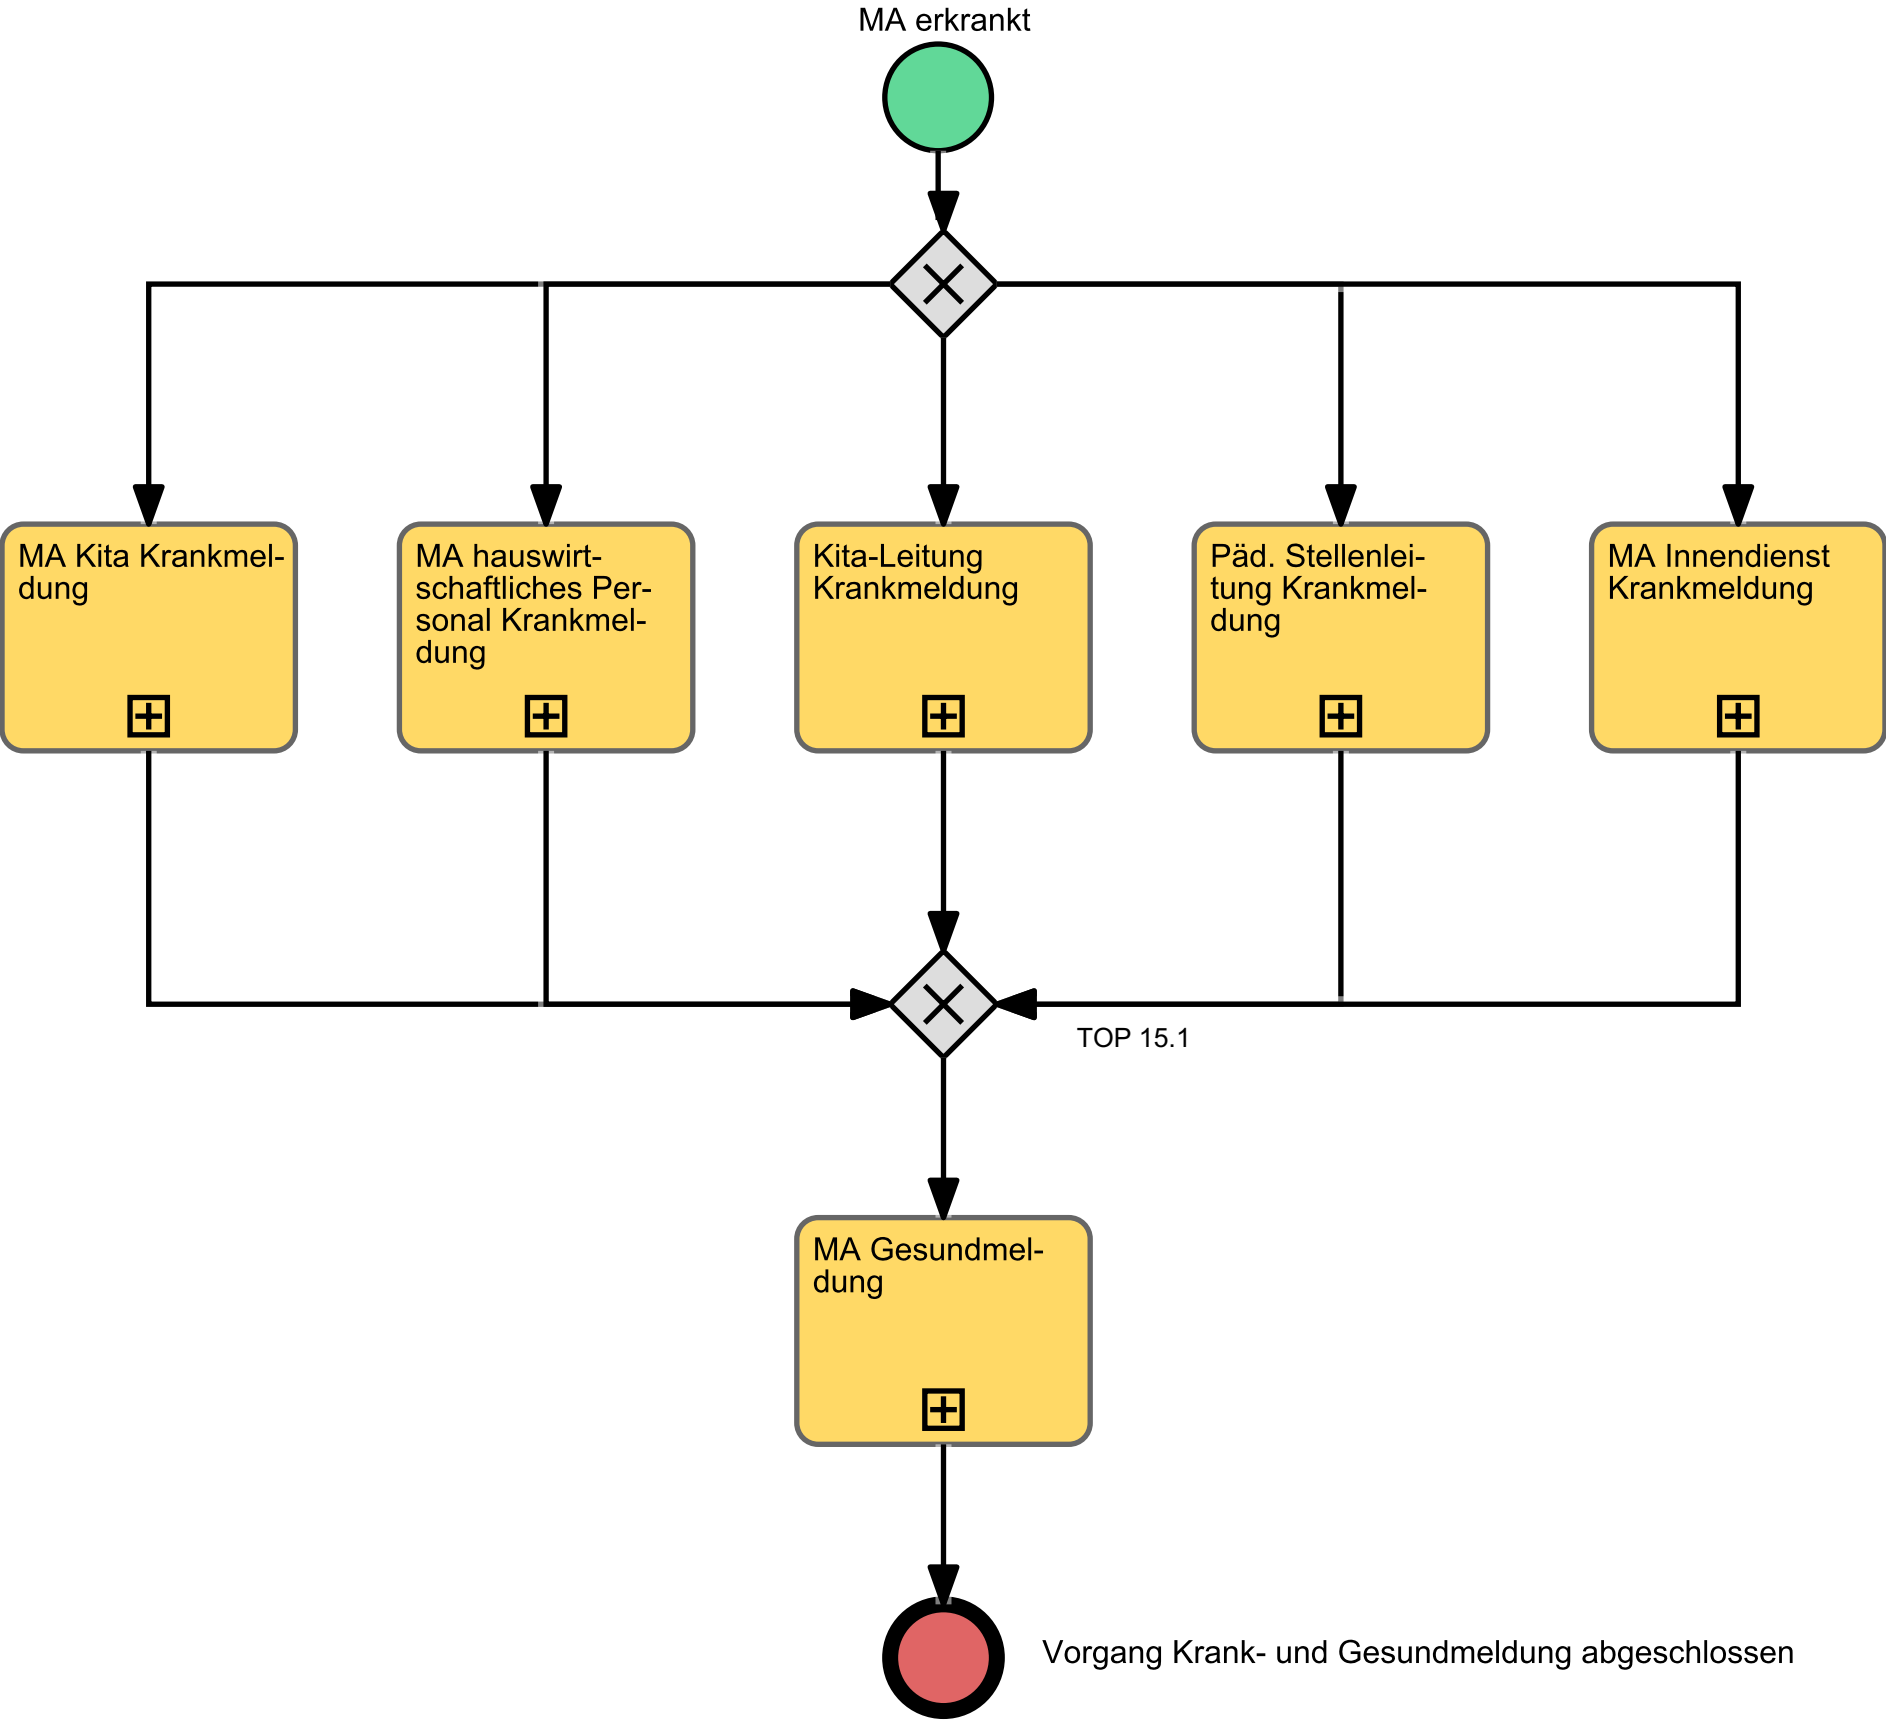 MA erkrankt
MA Kita Krankmel-
dung
MA hauswirt-
schaftliches Per-
sonal Krankmel-
dung
Kita-Leitung
Krankmeldung
Päd. Stellenlei-
tung Krankmel-
dung
MA Innendienst
Krankmeldung
TOP 15.1
MA Gesundmel-
dung
Vorgang Krank- und Gesundmeldung abgeschlossen